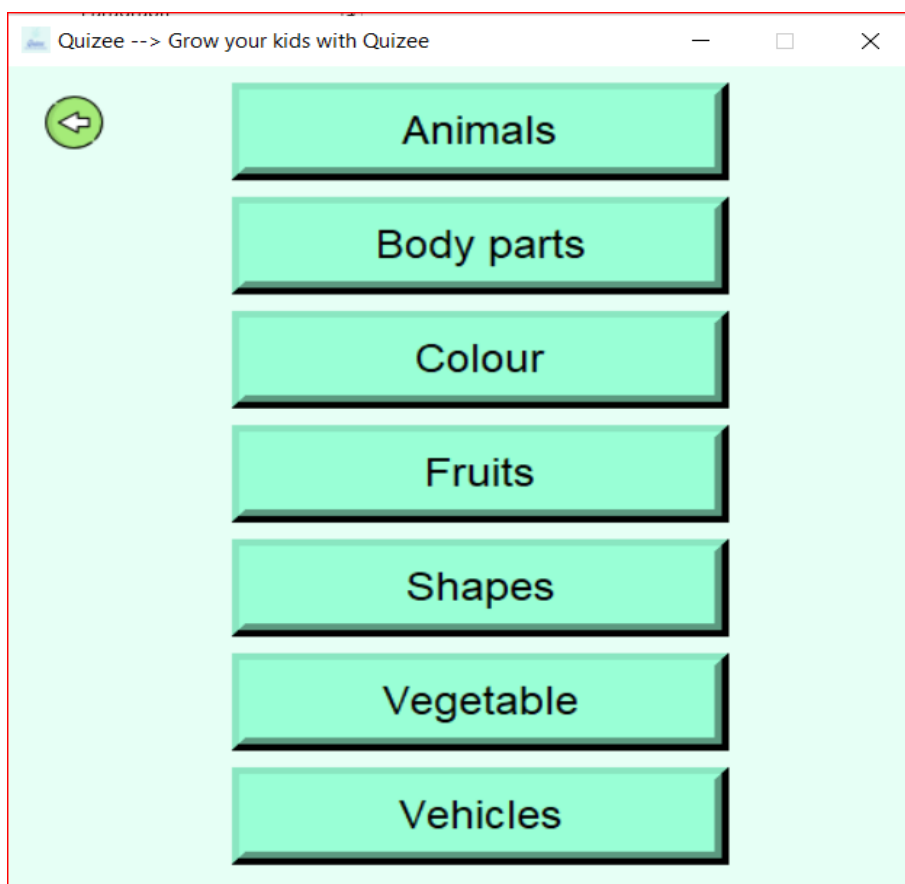 Quizee --> Grow your kids with Quizee
Animals
Body parts
Colour
Fruits
Shapes
Vegetable
Vehicles